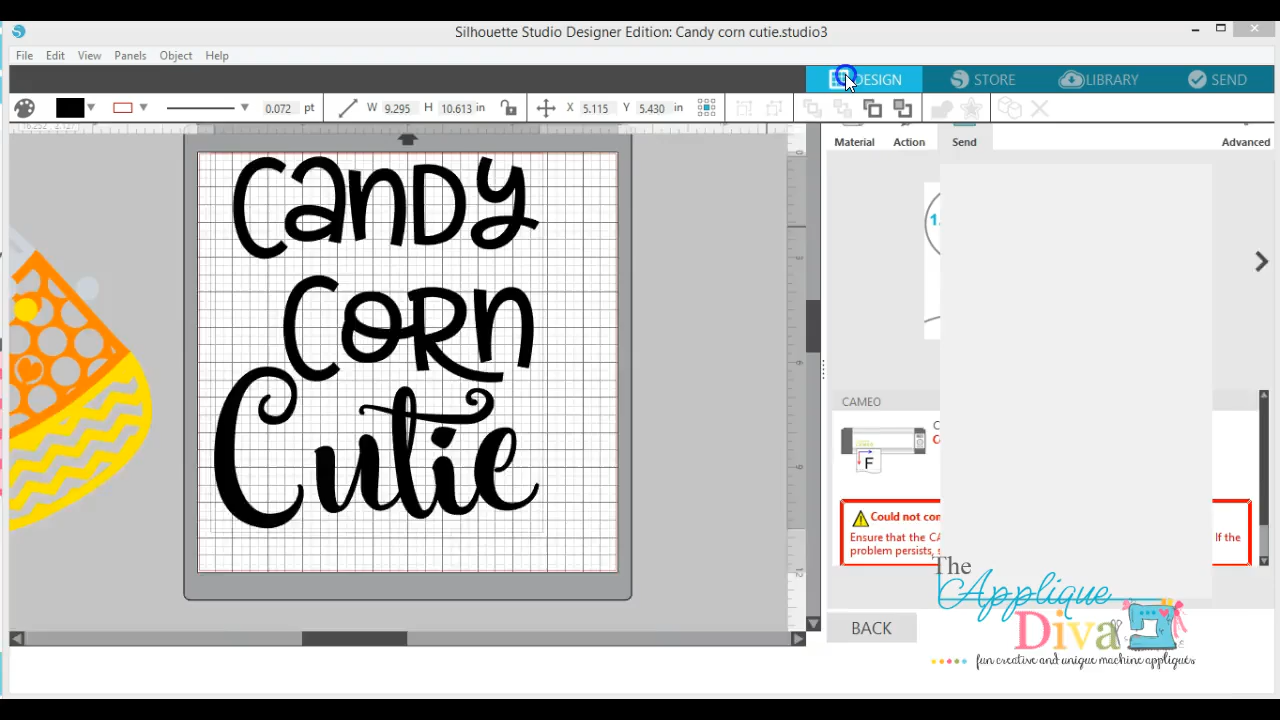 Silhouette Studio Designer Edition: Candy corn cutie.studio3
File Edit View Panels Object Help
DESIGN STORE LIBRARY SEND
0.072 pt W 9.295 H 10.613 in X 5.115 Y 5.430 in
Material Action Send Advanced
Candy
Corn
Cutie
1.
CAMEO
F
Could not con
Ensure that the CA If the
problem persists, s
BACK
The
Applique
Diva
fun creative and unique machine appliques